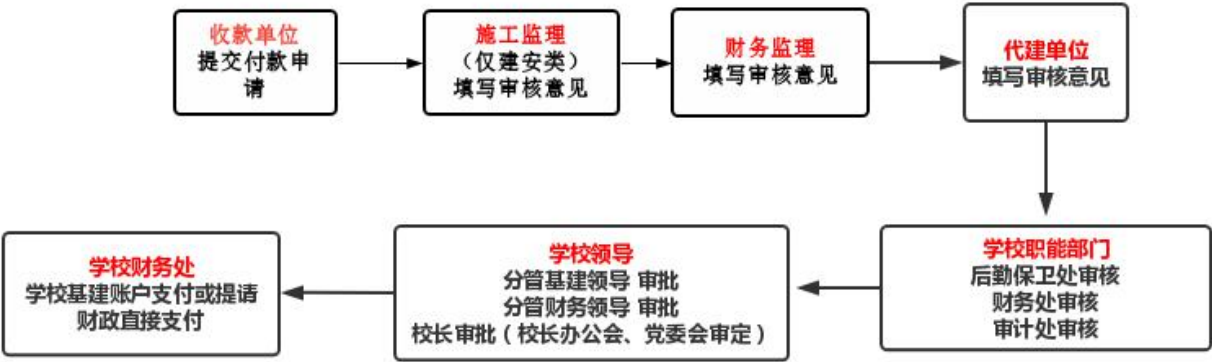 收款单位
提交付款申
请
施工监理
（仅建安类）
填写审核意见
财务监理
填写审核意见
代建单位
填写审核意见
学校职能部门
后勤保卫处审核
财务处审核
审计处审核
学校领导
分管基建领导 审批
分管财务领导 审批
校长审批（校长办公会、党委会审定）
学校财务处
学校基建账户支付或提请
财政直接支付